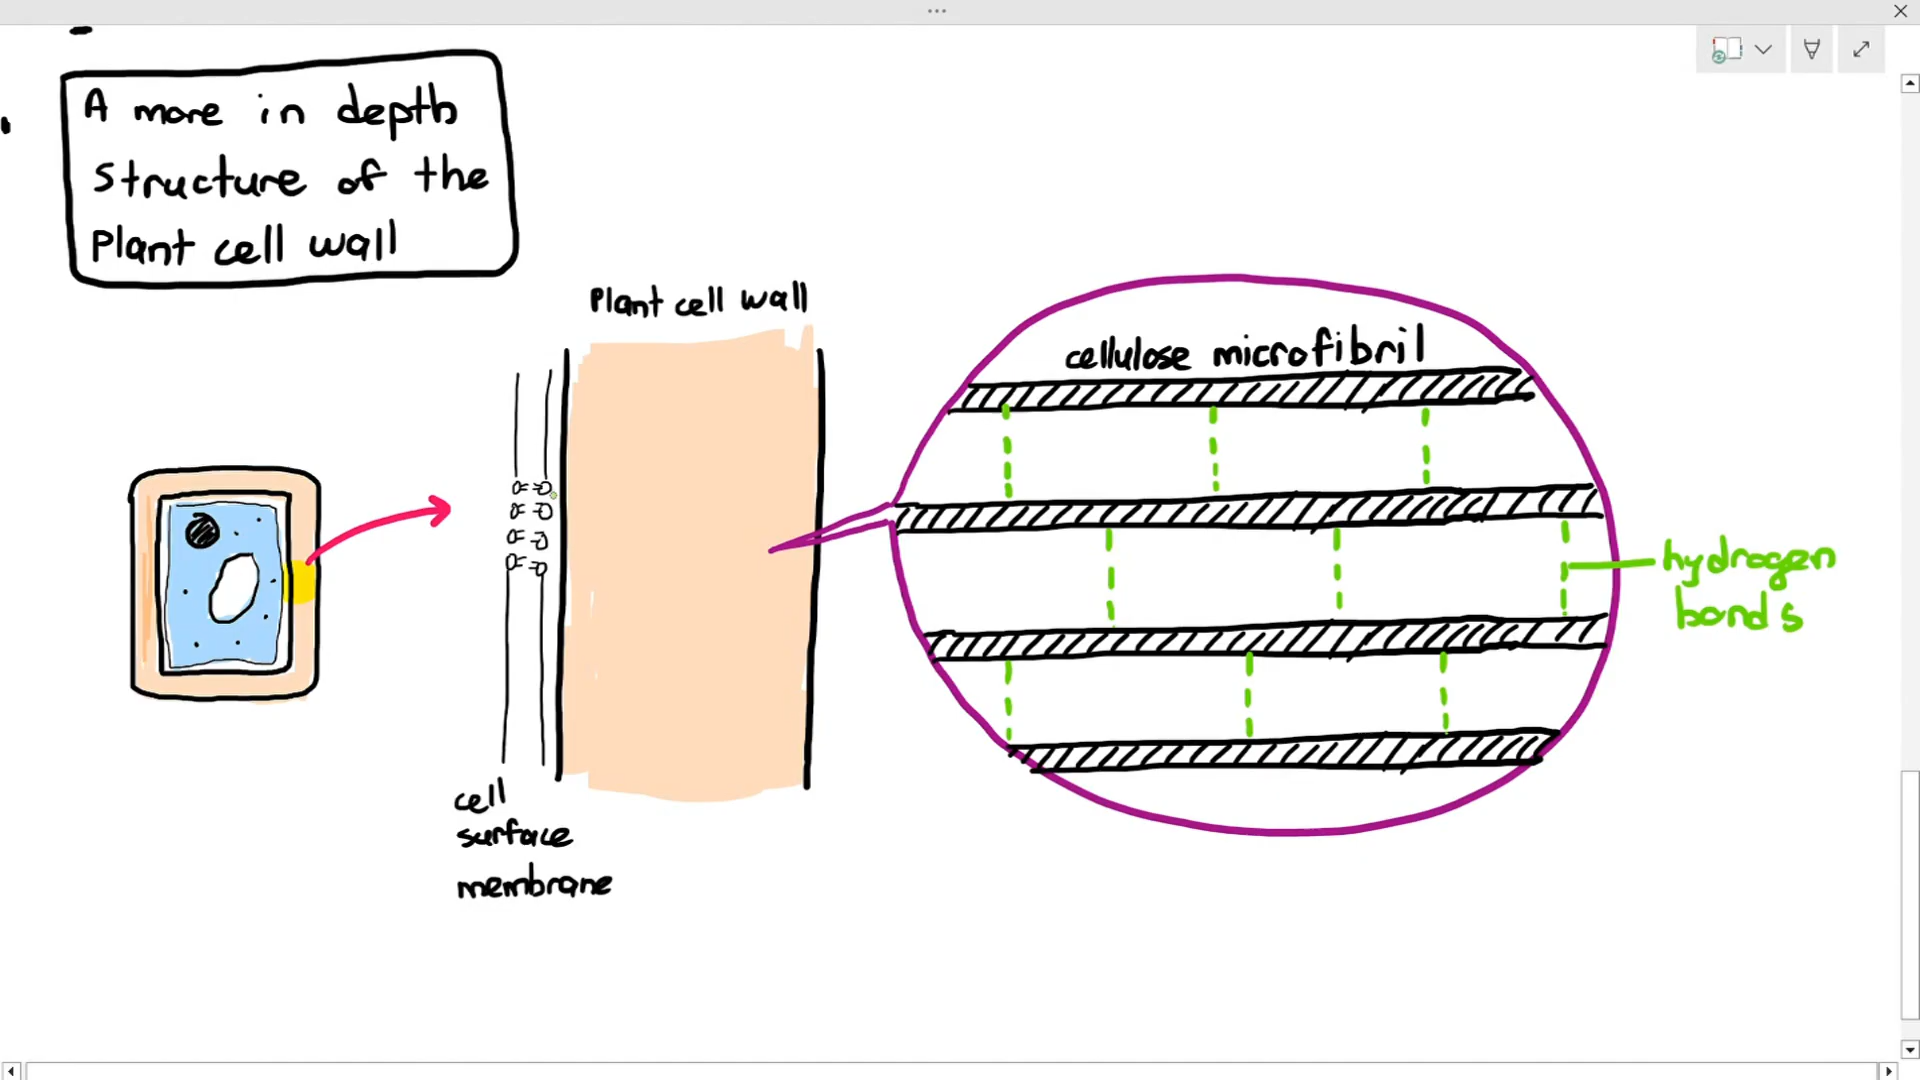 A more in depth
structure of the
Plant cell wall
Plant cell wall
cellulose microfibril
hydrogen
bonds
cell
surface
membrane